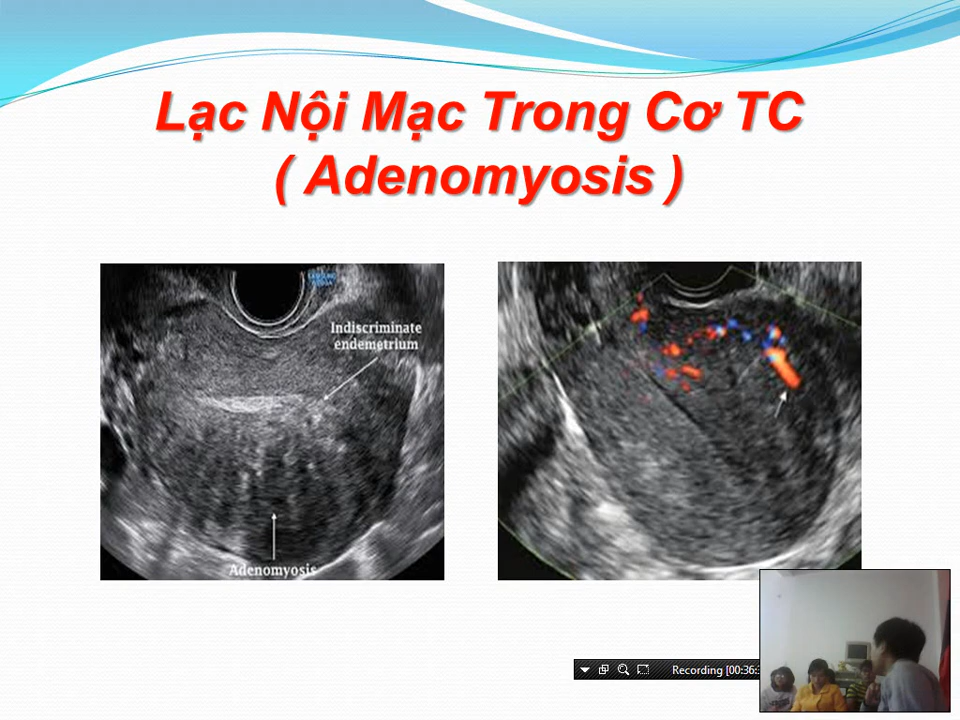 Lạc Nội Mạc Trong Cơ TC
( Adenomyosis )
Indiscriminate
endemetrium
Adenomyosis
Recording [00:36: